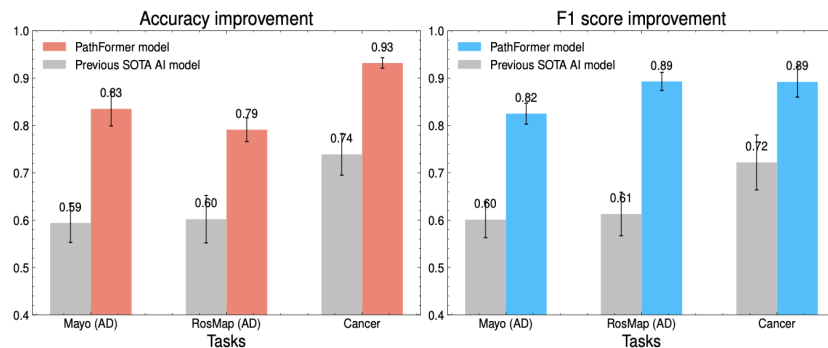 Accuracy improvement
PathFormer model
Previous SOTA AI model
1.0
0.9
0.8
0.7
0.6
0.5
0.4
0.59
0.83
0.60
0.79
0.74
0.93
Mayo (AD)
RosMap (AD)
Cancer
Tasks
F1 score improvement
PathFormer model
Previous SOTA AI model
1.0
0.9
0.8
0.7
0.6
0.5
0.4
0.60
0.82
0.61
0.89
0.72
0.89
Mayo (AD)
RosMap (AD)
Cancer
Tasks